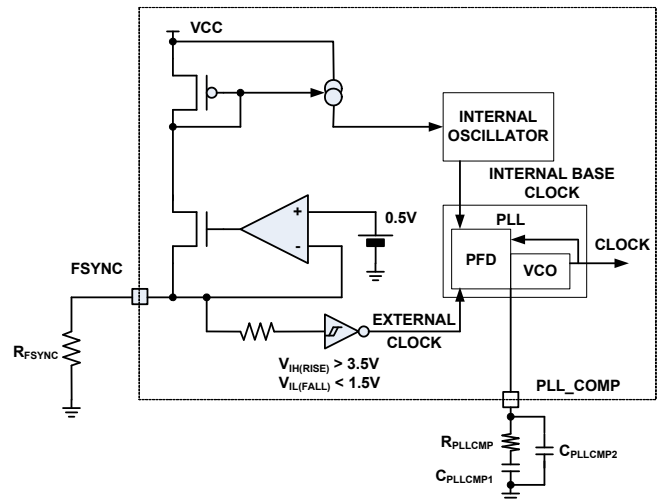 VCC
INTERNAL
OSCILLATOR
INTERNAL BASE
CLOCK
+
-
0.5V
PLL
CLOCK
PFD
VCO
FSYNC
EXTERNAL
CLOCK
RFSYNC
VIH(RISE) > 3.5V
VIL(FALL) < 1.5V
PLL_COMP
RPLLCMP
CPLLCMP2
CPLLCMP1